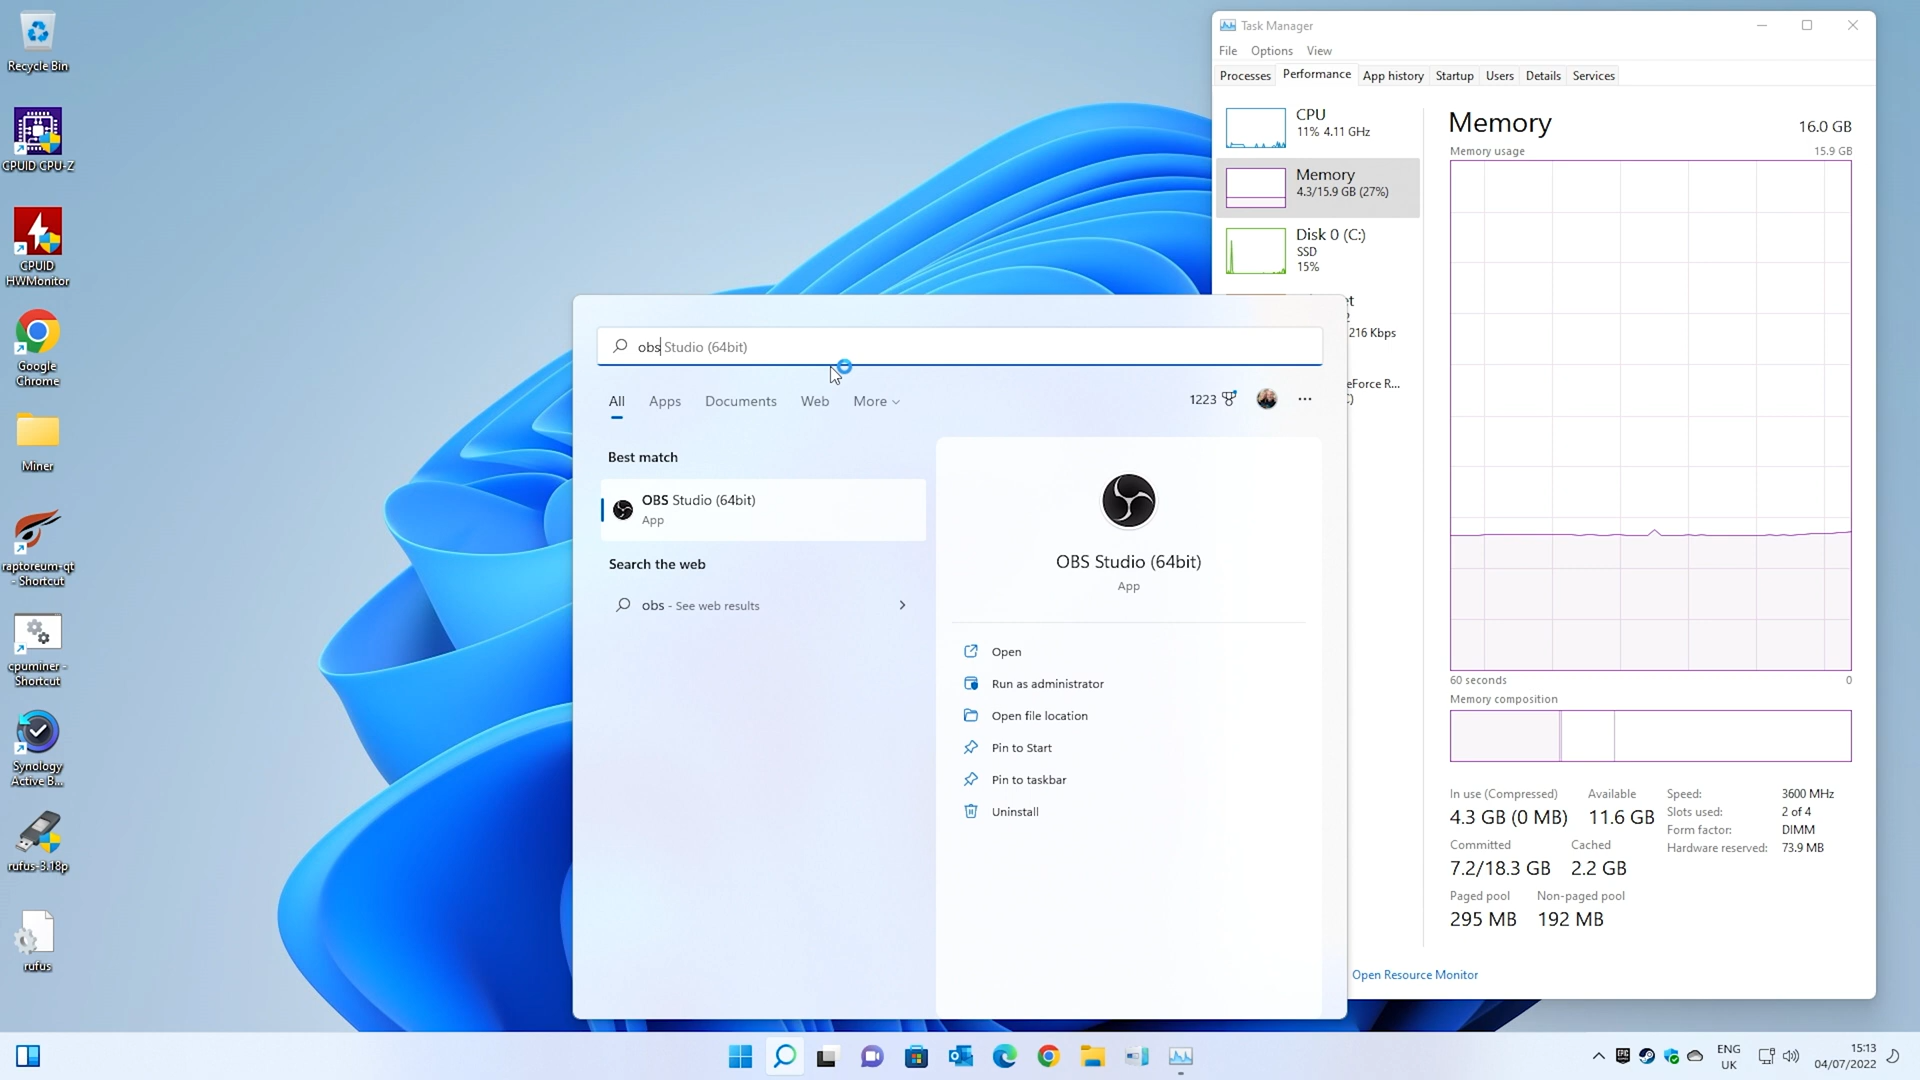 Recycle Bin
CPUID CPU-Z
CPUID
HWMonitor
Google
Chrome
Miner
raptoreum-qt
- Shortcut
cpuminer -
Shortcut
Synology
Active B...
rufus-3.18p
rufus
Task Manager
File Options View
Processes Performance App history Startup Users Details Services
CPU
11% 4.11 GHz
Memory
4.3/15.9 GB (27%)
Disk 0 (C:)
SSD
15%
et
2
216 Kbps
eForce R...
C)
Memory
16.0 GB
Memory usage
15.9 GB
60 seconds
0
Memory composition
In use (Compressed)
4.3 GB (0 MB)
Available
11.6 GB
Committed
7.2/18.3 GB
Cached
2.2 GB
Paged pool
295 MB
Non-paged pool
192 MB
Speed: 3600 MHz
Slots used: 2 of 4
Form factor: DIMM
Hardware reserved: 73.9 MB
Open Resource Monitor
obs Studio (64bit)
All Apps Documents Web More
1223
Best match
OBS Studio (64bit)
App
Search the web
obs - See web results
OBS Studio (64bit)
App
Open
Run as administrator
Open file location
Pin to Start
Pin to taskbar
Uninstall
EPIC
ENG
UK
15:13
04/07/2022